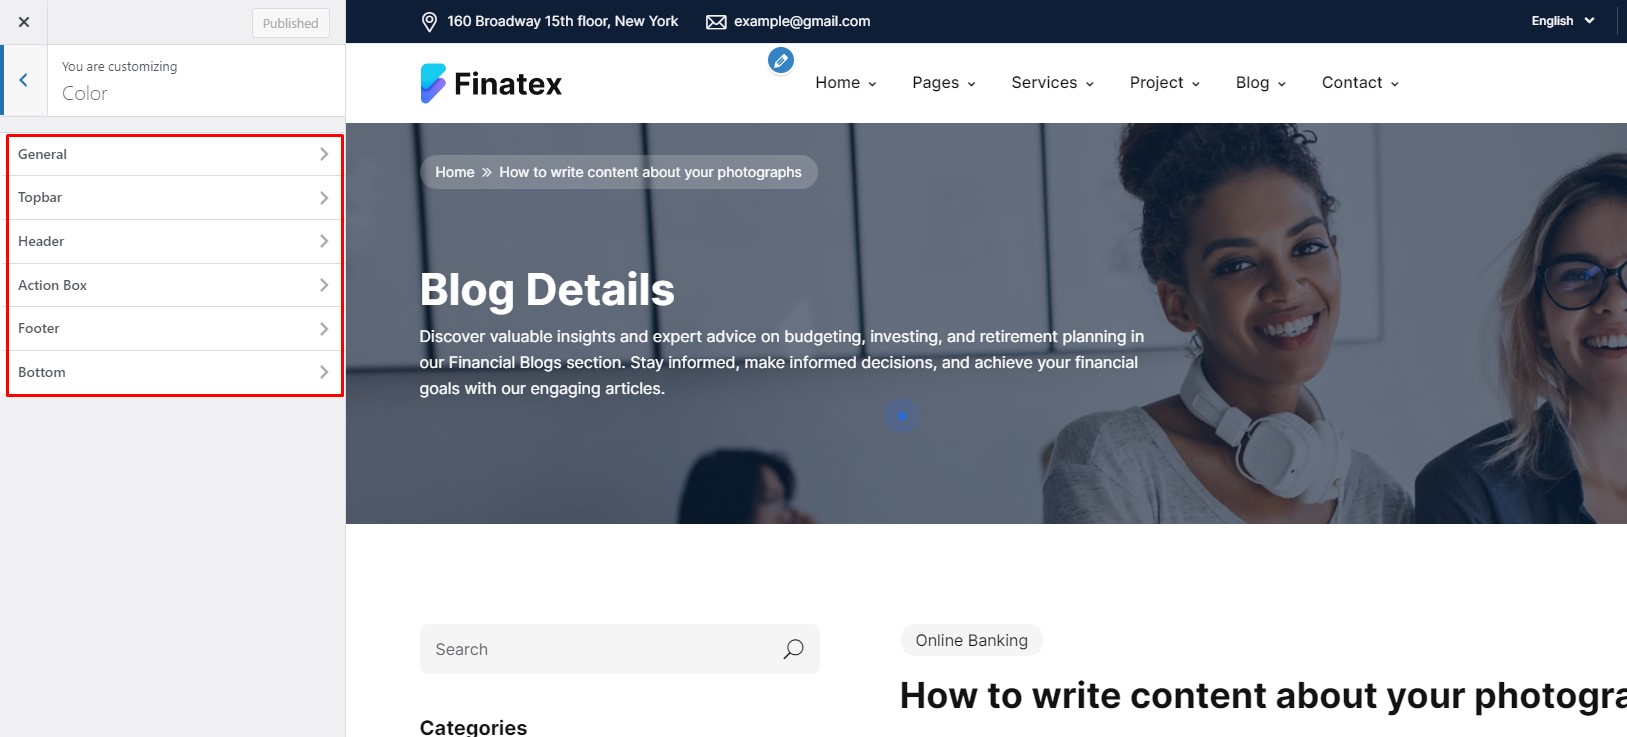 Published
You are customizing
Color
General
Topbar
Header
Action Box
Footer
Bottom
160 Broadway 15th floor, New York example@gmail.com English
Finatex Home Pages Services Project Blog Contact
Home » How to write content about your photographs
Blog Details
Discover valuable insights and expert advice on budgeting, investing, and retirement planning in
our Financial Blogs section. Stay informed, make informed decisions, and achieve your financial
goals with our engaging articles.
Search
Categories
Online Banking
How to write content about your photogra